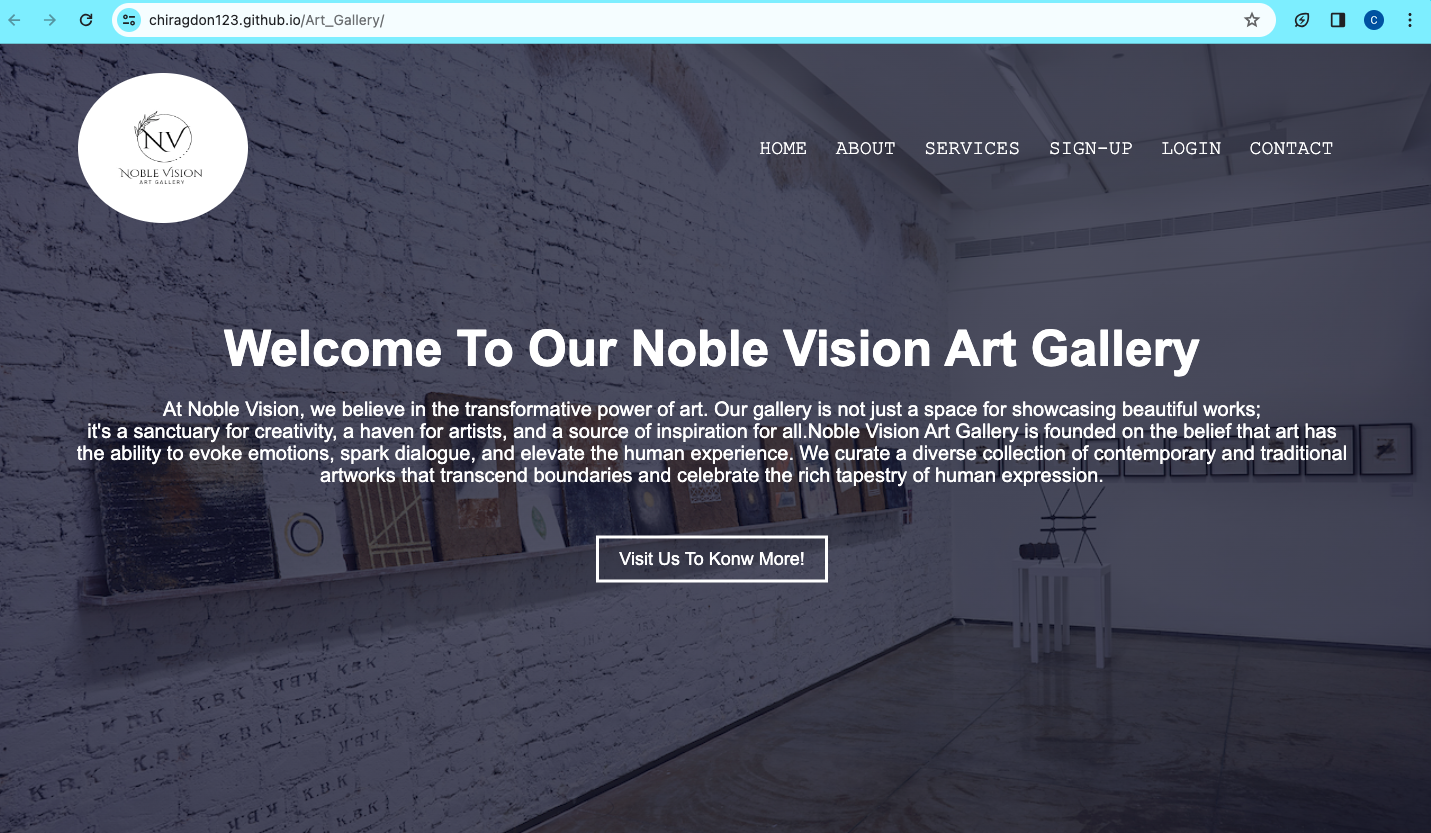 chiragdon123.github.io/Art_Gallery/
C
NV
NOBLE VISION
ART GALLERY
HOME ABOUT SERVICES SIGN-UP LOGIN CONTACT
Welcome To Our Noble Vision Art Gallery
At Noble Vision, we believe in the transformative power of art. Our gallery is not just a space for showcasing beautiful works;
it's a sanctuary for creativity, a haven for artists, and a source of inspiration for all.Noble Vision Art Gallery is founded on the belief that art has
the ability to evoke emotions, spark dialogue, and elevate the human experience. We curate a diverse collection of contemporary and traditional
artworks that transcend boundaries and celebrate the rich tapestry of human expression.
Visit Us To Konw More!
K.B.K K.B.K K.B.K
K.B.K K.B.K K.B.K